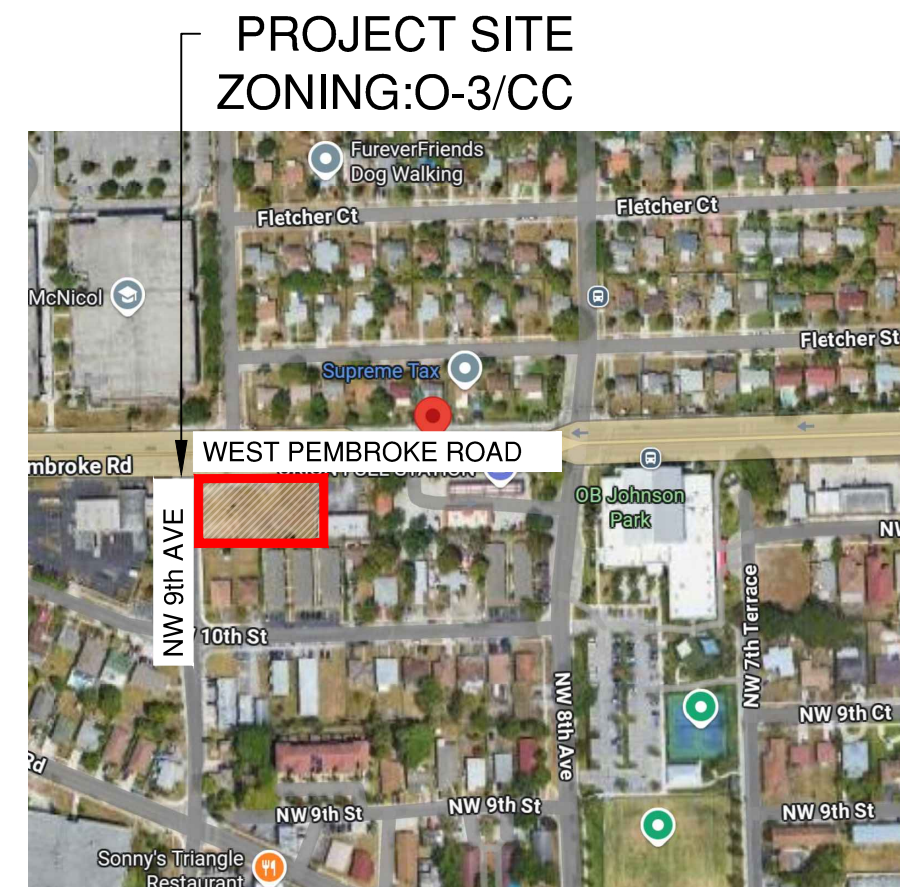 PROJECT SITE
ZONING:O-3/CC
FureverFriends
Dog Walking
Fletcher Ct
Fletcher Ct
McNicol
Fletcher St
Supreme Tax
WEST PEMBROKE ROAD
mbroke Rd
OB Johnson
Park
NW 9th AVE
10th St
NW 7th Terrace
NW 8th Ave
NW 9th Ct
Rd
NW 9th St
NW 9th St
NW 9th St
Sonny's Triangle
Restaurant